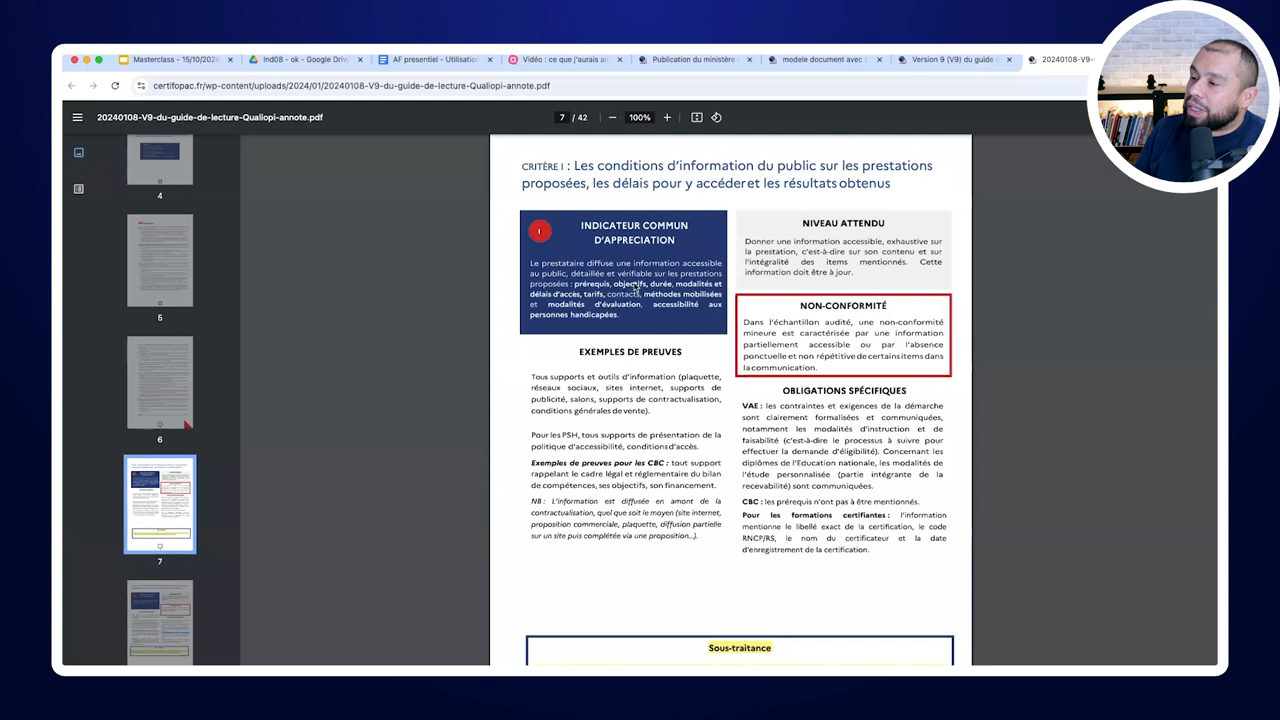 Masterclass - 15/10/2024
Ind08 - ok - Google Drive
AF presentiel - Utilisation
Vidéo : ce que j'aurais ai
Publication du ministère
modele document avec c
Version 9 (V9) du guide
20240108-V9-
certifopac.fr/wp-content/uploads/2024/01/20240108-V9-du-guide-de-lecture-Qualiopi-annote.pdf
20240108-V9-du-guide-de-lecture-Qualiopi-annote.pdf
7 / 42
100%
4
5
6
7
CRITÈRE I : Les conditions d'information du public sur les prestations
proposées, les délais pour y accéder et les résultats obtenus
I
INDICATEUR COMMUN
D'APPRECIATION
Le prestataire diffuse une information accessible
au public, détaillée et vérifiable sur les prestations
proposées : prérequis, objectifs, durée, modalités et
délais d'accès, tarifs, contacts, méthodes mobilisées
et modalités d'évaluation, accessibilité aux
personnes handicapées.
EXEMPLES DE PREUVES
Tous supports et outils d'information (plaquette,
réseaux sociaux, sites internet, supports de
publicité, salons, supports de contractualisation,
conditions générales de vente).
Pour les PSH, tous supports de présentation de la
politique d'accessibilité, conditions d'accès.
Exemples de preuves pour les CBC : tout support
rappelant le cadre légal et réglementaire du bilan
de compétences, ses objectifs, son financement.
NB : L'information est diffusée en amont de la
contractualisation, quel que soit le moyen (site internet,
proposition commerciale, plaquette, diffusion partielle
sur un site puis complétée via une proposition...).
NIVEAU ATTENDU
Donner une information accessible, exhaustive sur
la prestation, c'est-à-dire sur son contenu et sur
l'intégralité des items mentionnés. Cette
information doit être à jour.
NON-CONFORMITÉ
Dans l'échantillon audité, une non-conformité
mineure est caractérisée par une information
partiellement accessible ou par l'absence
ponctuelle et non répétitive de certains items dans
la communication.
OBLIGATIONS SPÉCIFIQUES
VAE : les contraintes et exigences de la démarche
sont clairement formalisées et communiquées,
notamment les modalités d'instruction et de
faisabilité (c'est-à-dire le processus à suivre pour
effectuer la demande d'éligibilité). Concernant les
diplômes de l'Education nationale, les modalités de
l'étude personnalisée (partie intégrante de la
recevabilité) sont communiquées.
CBC : les prérequis n'ont pas à être mentionnés.
Pour les formations certifiantes : l'information
mentionne le libellé exact de la certification, le code
RNCP/RS, le nom du certificateur et la date
d'enregistrement de la certification.
Sous-traitance